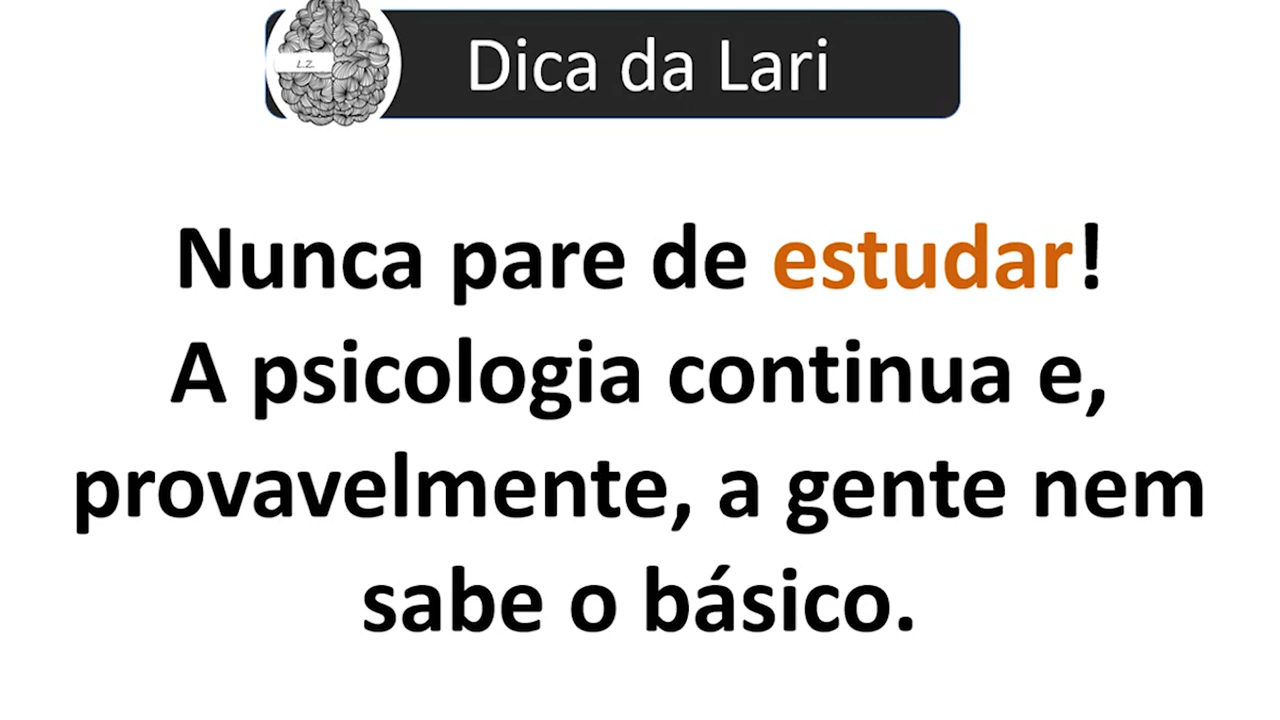 L.Z.
Dica da Lari
Nunca pare de estudar!
A psicologia continua e,
provavelmente, a gente nem
sabe o básico.